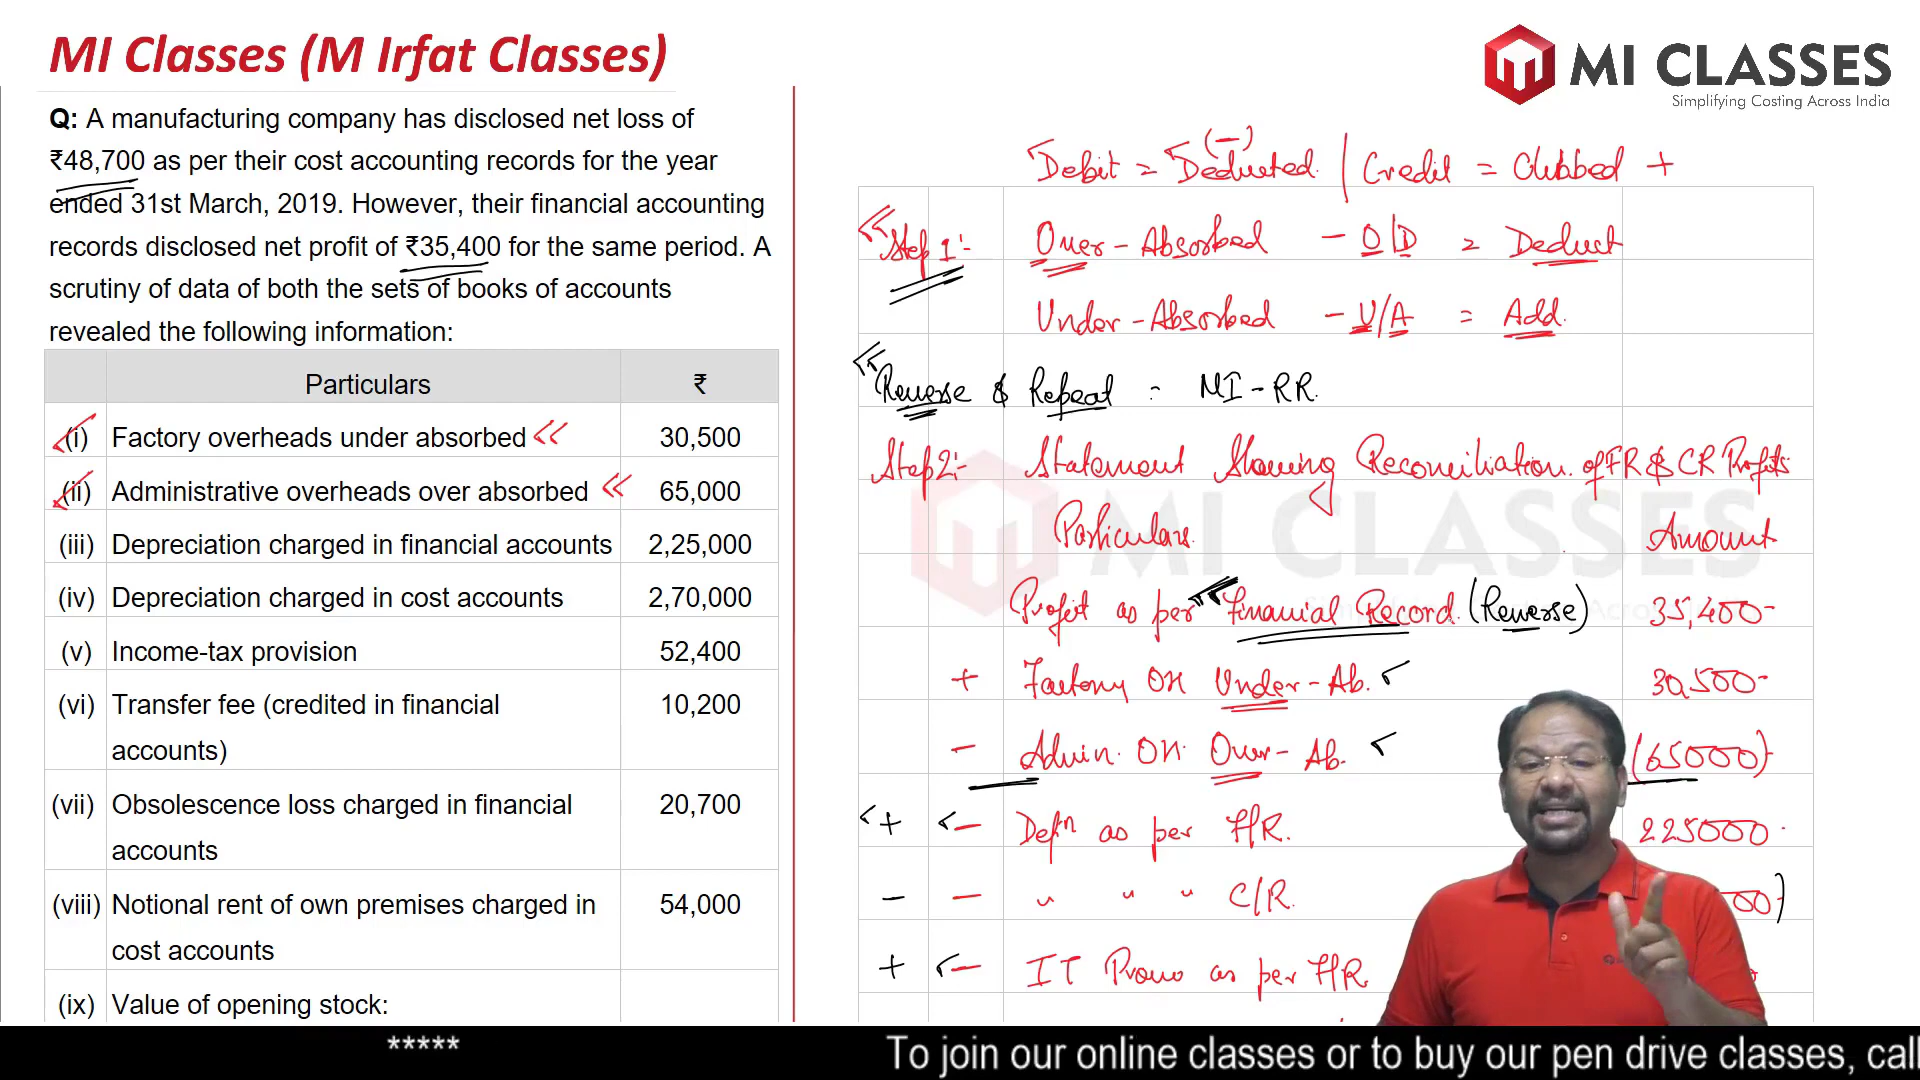 MI Classes (M Irfat Classes)
MI CLASSES
Simplifying Costing Across India
Q: A manufacturing company has disclosed net loss of
₹48,700 as per their cost accounting records for the year
ended 31st March, 2019. However, their financial accounting
records disclosed net profit of ₹35,400 for the same period. A
scrutiny of data of both the sets of books of accounts
revealed the following information:
Particulars ₹
(i) Factory overheads under absorbed 30,500
(ii) Administrative overheads over absorbed 65,000
(iii) Depreciation charged in financial accounts 2,25,000
(iv) Depreciation charged in cost accounts 2,70,000
(v) Income-tax provision 52,400
(vi) Transfer fee (credited in financial 10,200
accounts)
(vii) Obsolescence loss charged in financial 20,700
accounts
(viii) Notional rent of own premises charged in 54,000
cost accounts
(ix) Value of opening stock:
(-)
Debit = Deducted. | Credit = Clubbed +
Step 1:- Over-Absorbed - O/D = Deduct
Under-Absorbed - U/A = Add.
Reverse & Repeat : MI-RR.
Step 2:- Statement Showing Reconciliation of FR & CR Profits
MI CLASSES
Particulars Amount
Profit as per Financial Record (Reverse) 35,400-
+ Factory OH Under-Ab. 30,500-
- Admin. OH. Over-Ab. (65000)
+ - Depn as per F/R. 225000
- - " " " C/R. 00)
+ - IT Provn as per F/R
*****
To join our online classes or to buy our pen drive classes, call